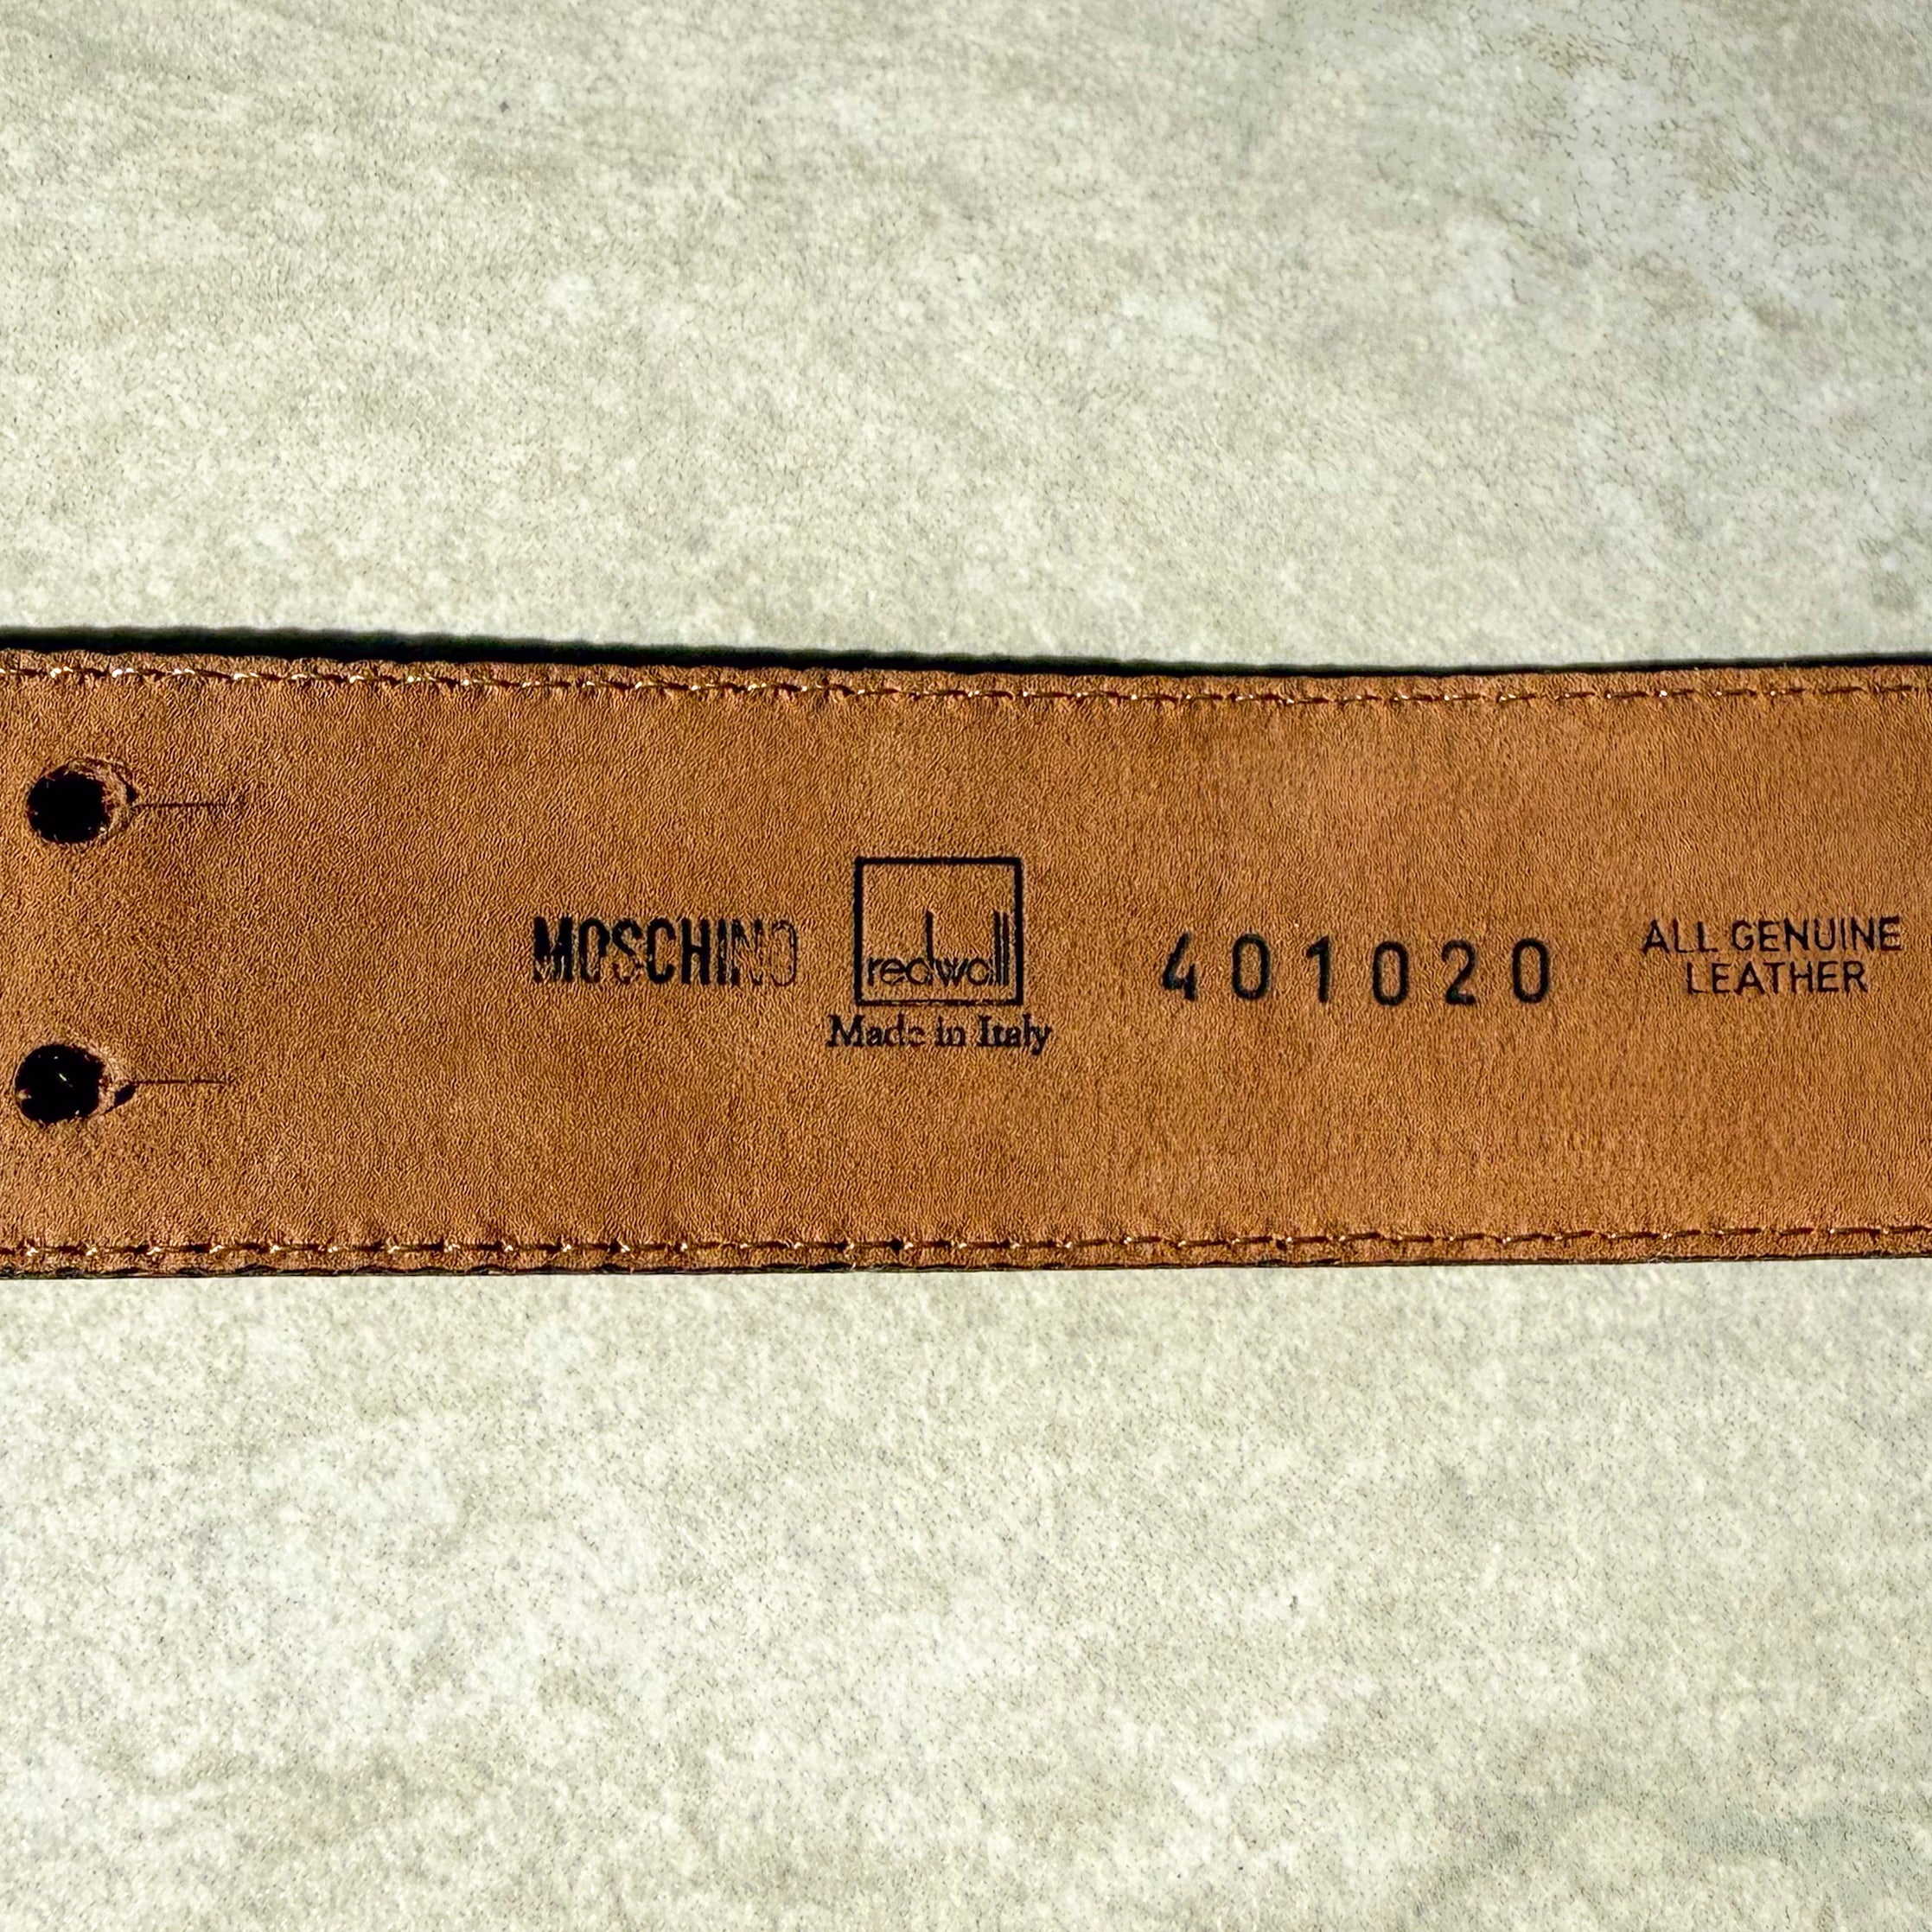 MOSCHINO
redwall
Made in Italy
401020
ALL GENUINE
LEATHER